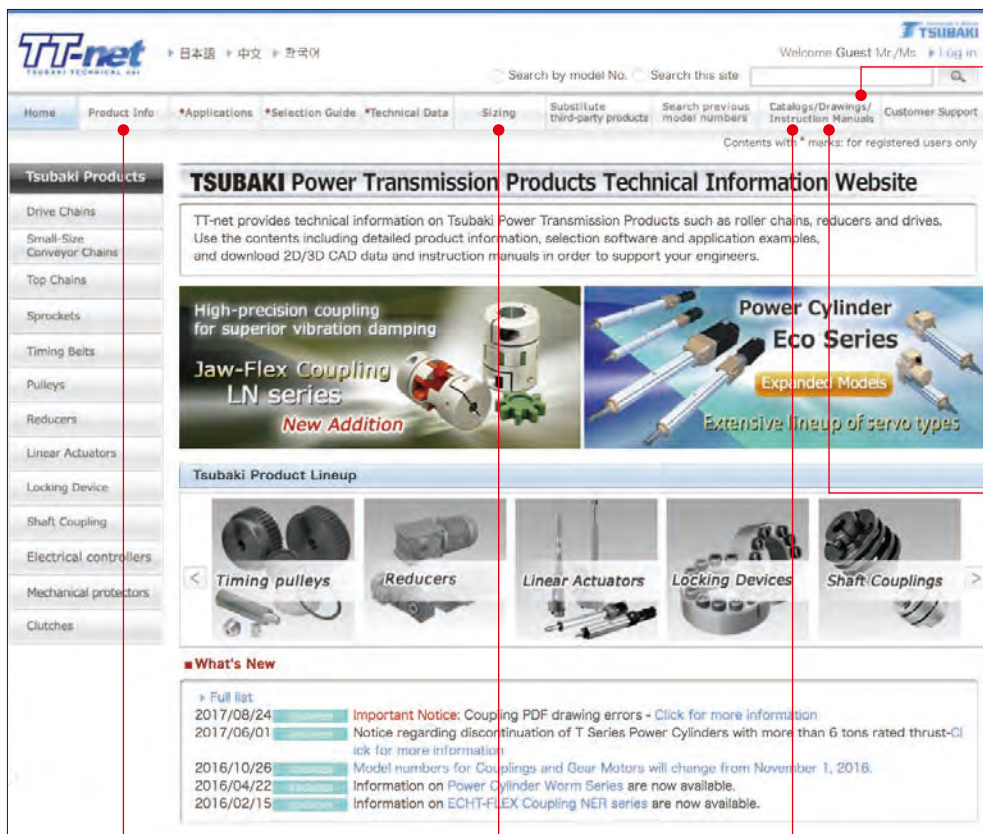 TSUBAKI
TT-net
TSUBAKI TECHNICAL net
日本語 中文 한국어
Welcome Guest Mr./Ms. Log in
Search by model No. Search this site
Home
Product Info
*Applications
*Selection Guide
*Technical Data
Sizing
Substitute
third-party products
Search previous
model numbers
Catalogs/Drawings/
Instruction Manuals
Customer Support
Contents with * marks: for registered users only
Tsubaki Products
Drive Chains
Small-Size
Conveyor Chains
Top Chains
Sprockets
Timing Belts
Pulleys
Reducers
Linear Actuators
Locking Device
Shaft Coupling
Electrical controllers
Mechanical protectors
Clutches
TSUBAKI Power Transmission Products Technical Information Website
TT-net provides technical information on Tsubaki Power Transmission Products such as roller chains, reducers and drives.
Use the contents including detailed product information, selection software and application examples,
and download 2D/3D CAD data and instruction manuals in order to support your engineers.
High-precision coupling
for superior vibration damping
Jaw-Flex Coupling
LN series
New Addition
Power Cylinder
Eco Series
Expanded Models
Extensive lineup of servo types
Tsubaki Product Lineup
<
Timing pulleys
Reducers
Linear Actuators
Locking Devices
Shaft Couplings
>
■What's New
Full list
2017/08/24 Important Notice: Coupling PDF drawing errors - Click for more information
2017/06/01 Notice regarding discontinuation of T Series Power Cylinders with more than 6 tons rated thrust-Cl
ick for more information
2016/10/26 Model numbers for Couplings and Gear Motors will change from November 1, 2016.
2016/04/22 Information on Power Cylinder Worm Series are now available.
2016/02/15 Information on ECHT-FLEX Coupling NER series are now available.